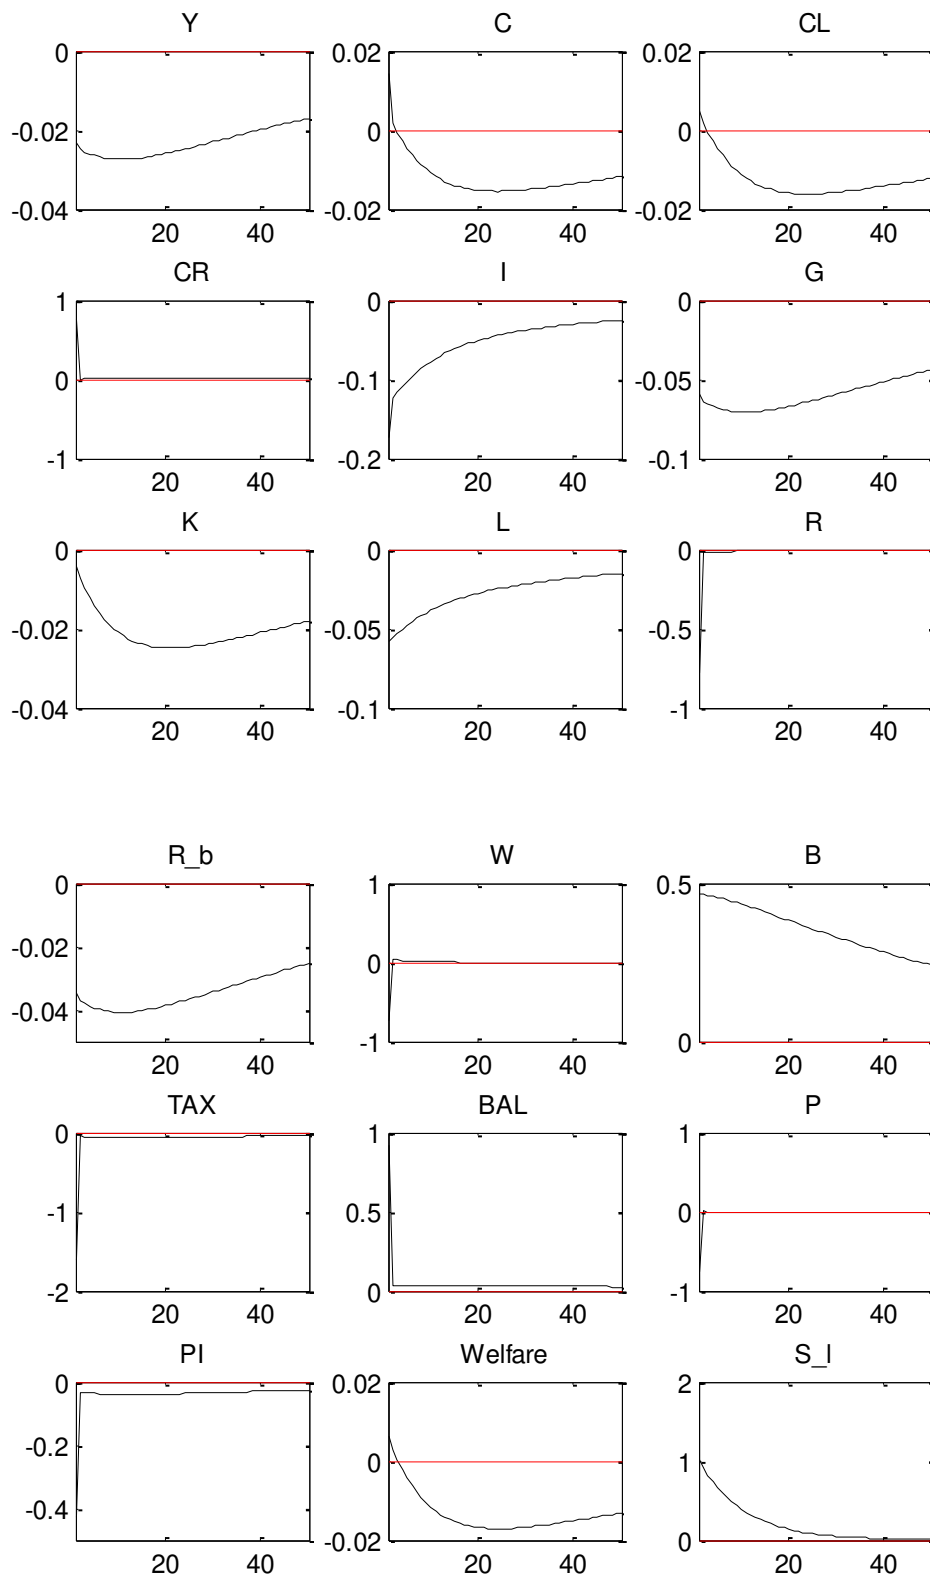 Y C CL
0 0.02 0.02
-0.02 0 0
-0.04 -0.02 -0.02
20 40 20 40 20 40
CR I G
1 0 0
0 -0.1 -0.05
-1 -0.2 -0.1
20 40 20 40 20 40
K L R
0 0 0
-0.02 -0.05 -0.5
-0.04 -0.1 -1
20 40 20 40 20 40
R_b W B
0 1 0.5
-0.02 0
-0.04 -1 0
20 40 20 40 20 40
TAX BAL P
0 1 1
-1 0.5 0
-2 0 -1
20 40 20 40 20 40
PI Welfare S_I
0 0.02 2
-0.2 0 1
-0.4 -0.02 0
20 40 20 40 20 40